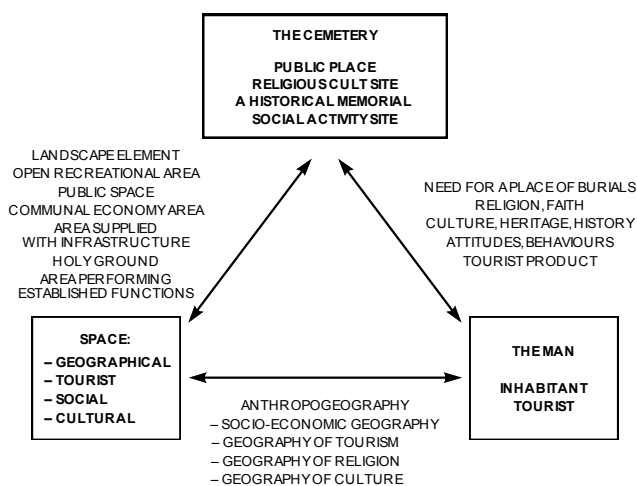 THE CEMETERY
PUBLIC PLACE
RELIGIOUS CULT SITE
A HISTORICAL MEMORIAL
SOCIAL ACTIVITY SITE
LANDSCAPE ELEMENT
OPEN RECREATIONAL AREA
PUBLIC SPACE
COMMUNAL ECONOMY AREA
AREA SUPPLIED
WITH INFRASTRUCTURE
HOLY GROUND
AREA PERFORMING
ESTABLISHED FUNCTIONS
NEED FOR A PLACE OF BURIALS
RELIGION, FAITH
CULTURE, HERITAGE, HISTORY
ATTITUDES, BEHAVIOURS
TOURIST PRODUCT
SPACE:
– GEOGRAPHICAL
– TOURIST
– SOCIAL
– CULTURAL
THE MAN
INHABITANT
TOURIST
ANTHROPOGEOGRAPHY
– SOCIO-ECONOMIC GEOGRAPHY
– GEOGRAPHY OF TOURISM
– GEOGRAPHY OF RELIGION
– GEOGRAPHY OF CULTURE